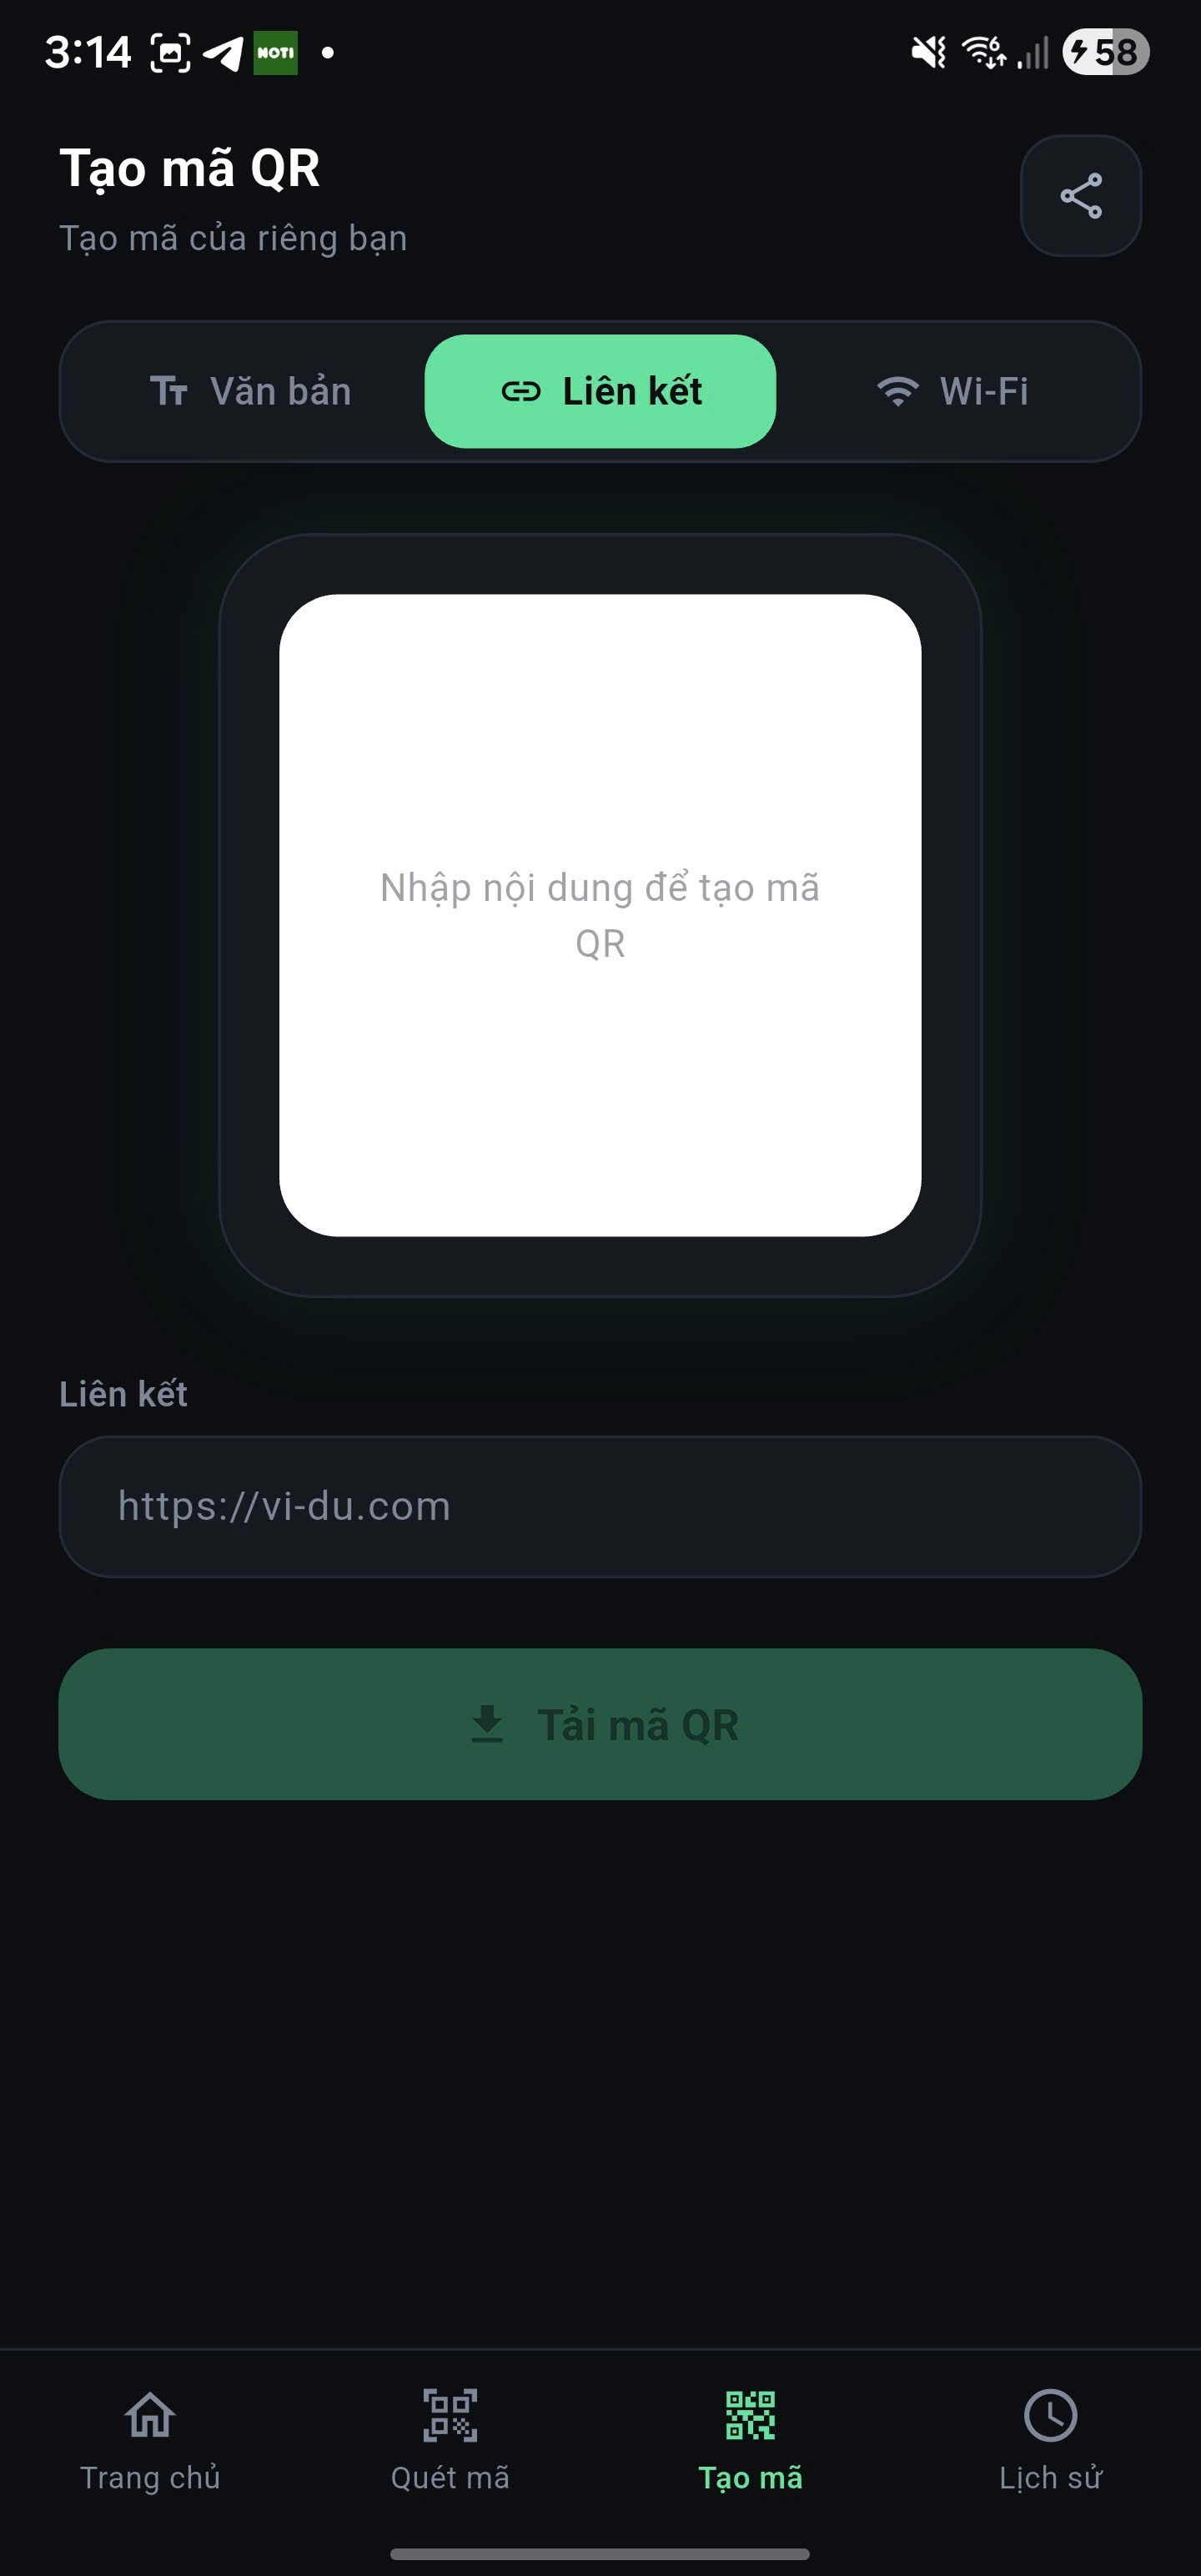 3:14
NOTI
6
58
Tạo mã QR
Tạo mã của riêng bạn
Văn bản
Liên kết
Wi-Fi
Nhập nội dung để tạo mã
QR
Liên kết
https://vi-du.com
Tải mã QR
Trang chủ
Quét mã
Tạo mã
Lịch sử